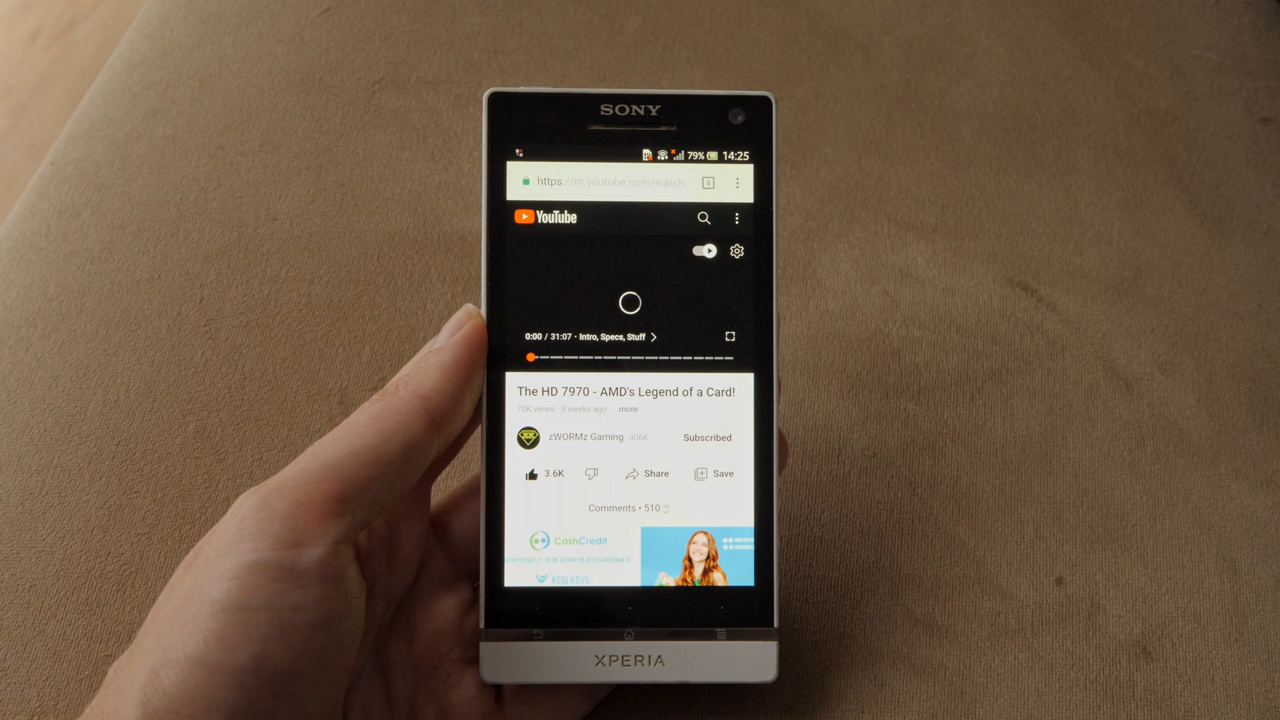 SONY
79% 14:25
https://m.youtube.com/watch 4
YouTube
0:00 / 31:07 · Intro, Specs, Stuff
The HD 7970 - AMD's Legend of a Card!
70K views · 3 weeks ago ...more
zWORMz Gaming 406K Subscribed
3.6K Share Save
Comments • 510
CashCredit
КЕШ КЛУБ
XPERIA